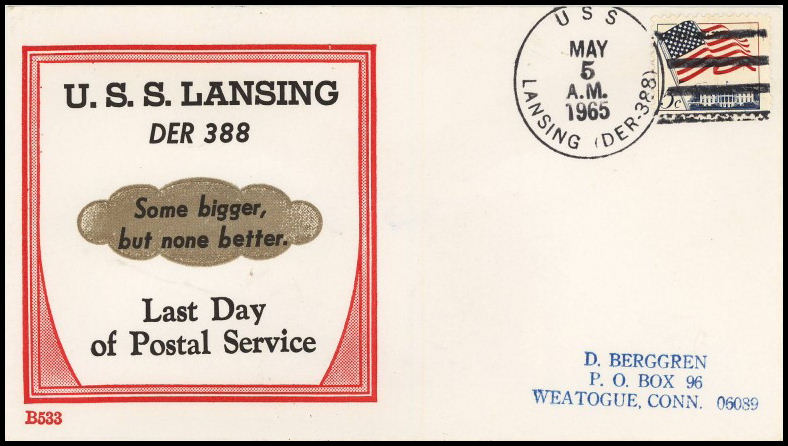 U. S. S. LANSING
DER 388
Some bigger,
but none better.
Last Day
of Postal Service
B533
USS
MAY
5
A.M.
1965
LANSING (DER-388)
5c
D. BERGGREN
P. O. BOX 96
WEATOGUE, CONN. 06089